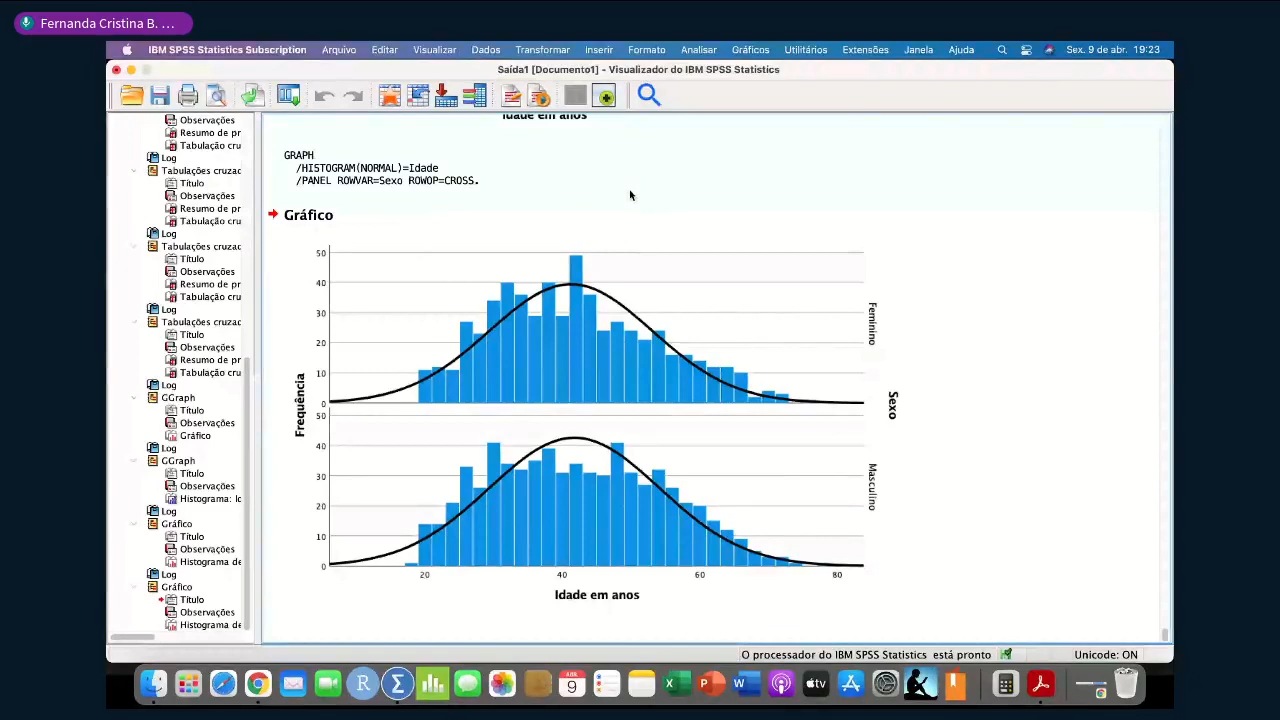 Fernanda Cristina B. ...
IBM SPSS Statistics Subscription Arquivo Editar Visualizar Dados Transformar Inserir Formato Analisar Gráficos Utilitários Extensões Janela Ajuda Sex. 9 de abr. 19:23
Saída1 [Documento1] - Visualizador do IBM SPSS Statistics
Observações
Resumo de pr
Tabulação cru
Log
Tabulações cruzad
Título
Observações
Resumo de pr
Tabulação cru
Log
Tabulações cruzad
Título
Observações
Resumo de pr
Tabulação cru
Log
Tabulações cruzad
Título
Observações
Resumo de pr
Tabulação cru
Log
GGraph
Título
Observações
Gráfico
Log
GGraph
Título
Observações
Histograma: Id
Log
Gráfico
Título
Observações
Histograma de
Log
Gráfico
Título
Observações
Histograma de
Idade em anos
GRAPH
/HISTOGRAM(NORMAL)=Idade
/PANEL ROWVAR=Sexo ROWOP=CROSS.
Gráfico
50
40
30
20
10
0
50
40
30
20
10
0
Frequência
Feminino
Masculino
Sexo
20 40 60 80
Idade em anos
O processador do IBM SPSS Statistics está pronto Unicode: ON
AGO
9